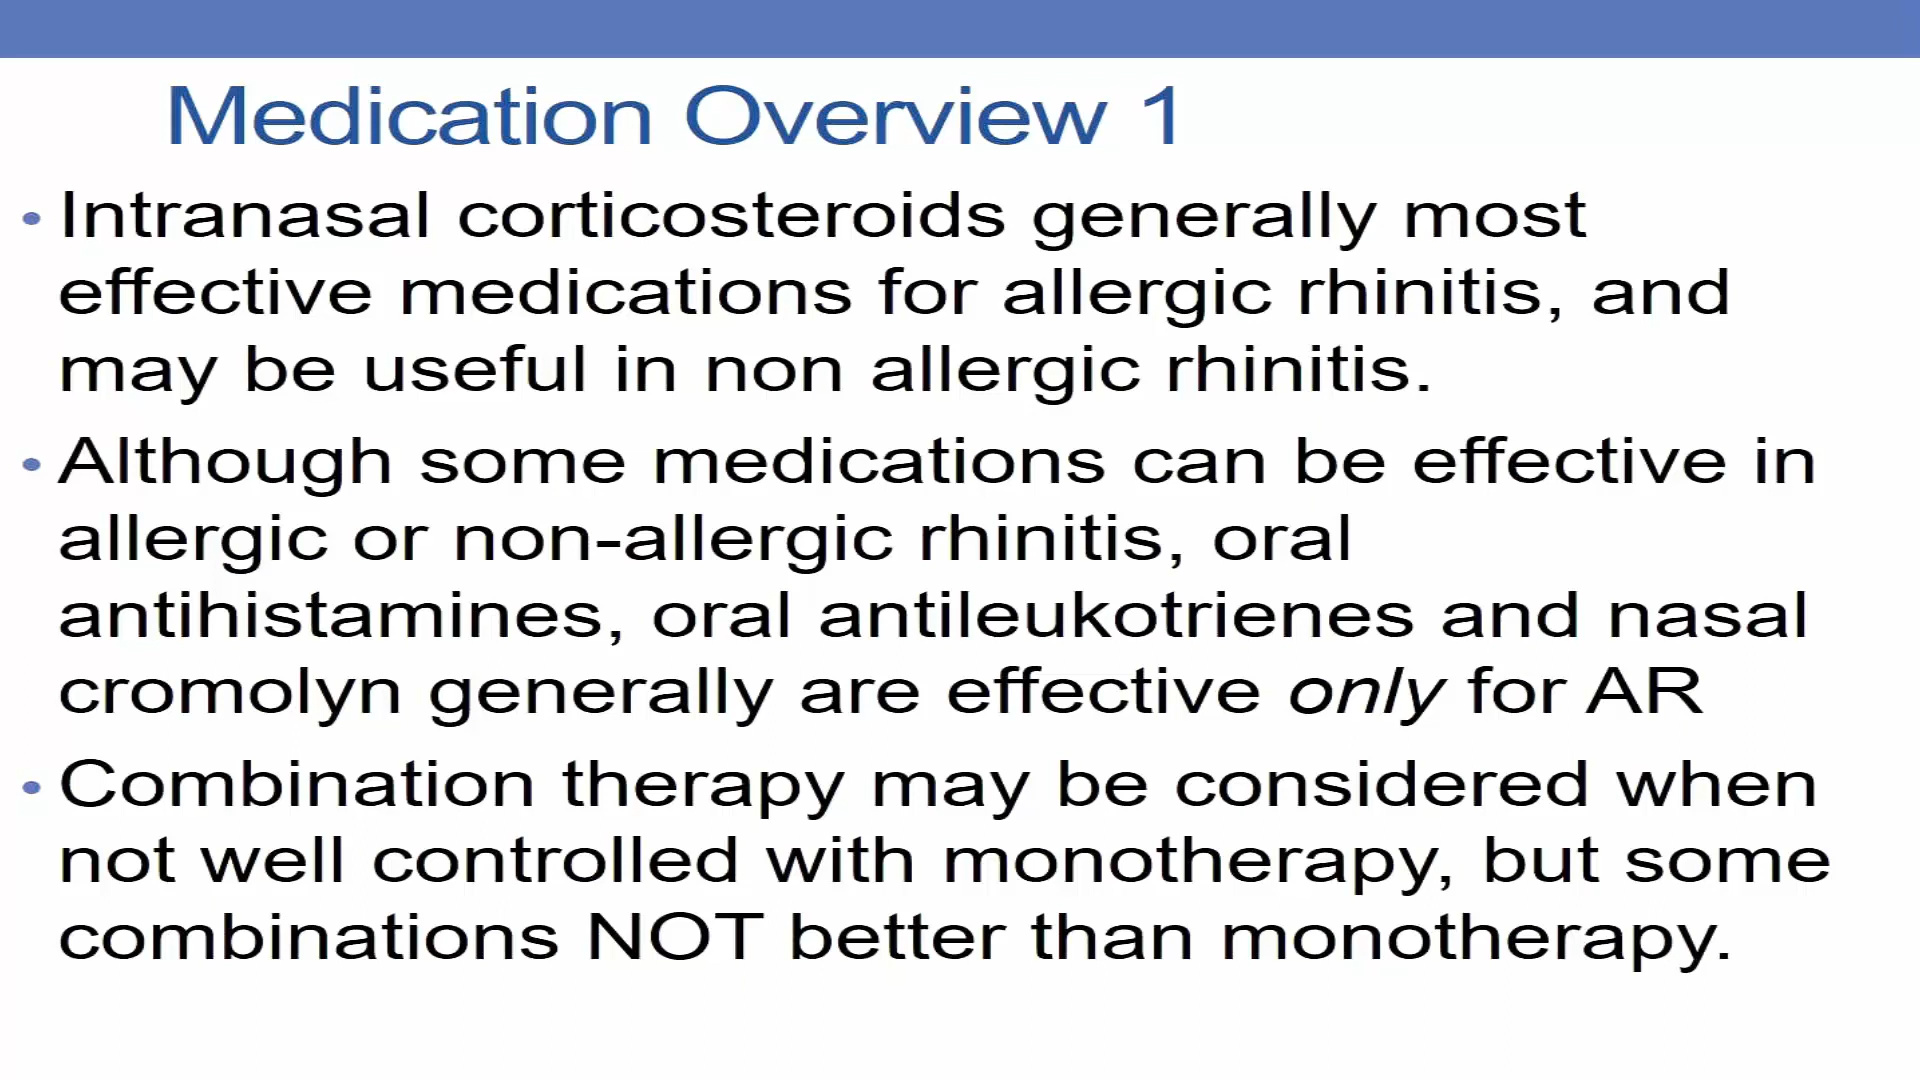 Medication Overview 1
• Intranasal corticosteroids generally most
effective medications for allergic rhinitis, and
may be useful in non allergic rhinitis.
• Although some medications can be effective in
allergic or non-allergic rhinitis, oral
antihistamines, oral antileukotrienes and nasal
cromolyn generally are effective only for AR
• Combination therapy may be considered when
not well controlled with monotherapy, but some
combinations NOT better than monotherapy.